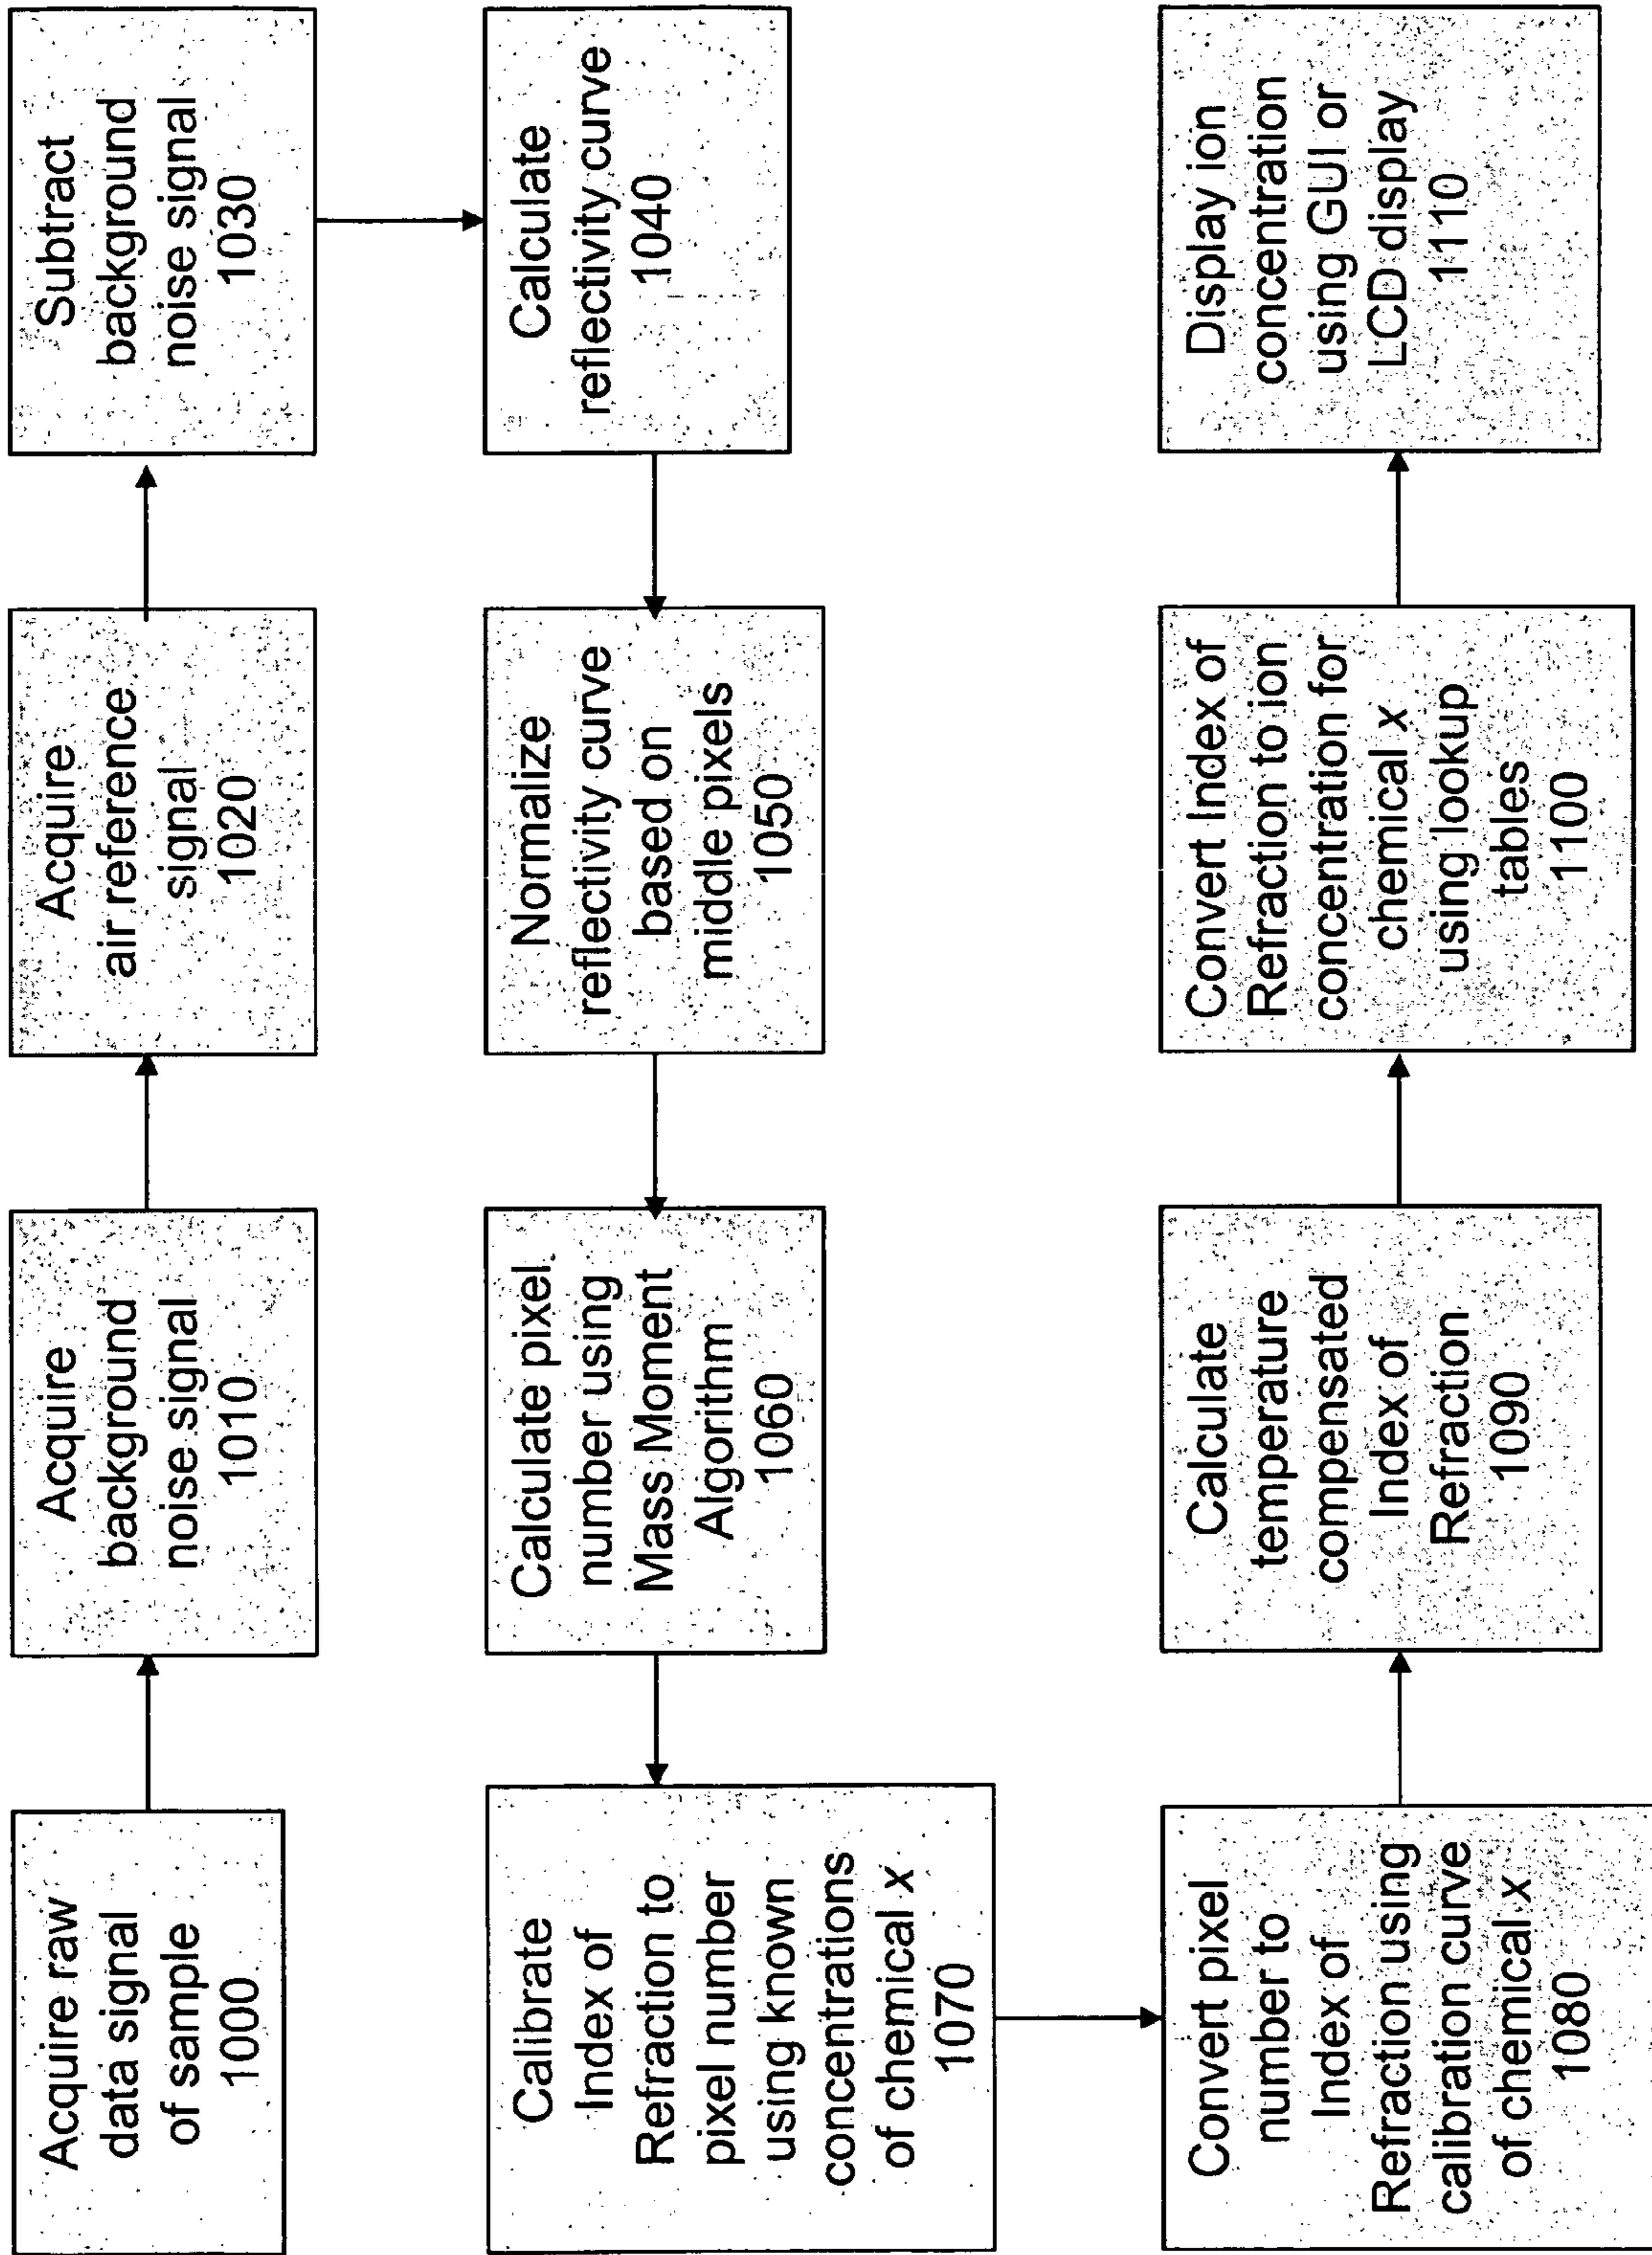 Acquire raw
data signal
of sample
1000
Acquire
background
noise signal
1010
Acquire
air reference
signal
1020
Subtract
background
noise signal
1030
Calculate
reflectivity curve
1040
Normalize
reflectivity curve
based on
middle pixels
1050
Calculate pixel
number using
Mass Moment
Algorithm
1060
Calibrate
Index of
Refraction to
pixel number
using known
concentrations
of chemical x
1070
Convert pixel
number to
Index of
Refraction using
calibration curve
of chemical x
1080
Calculate
temperature
compensated
Index of
Refraction
1090
Convert Index of
Refraction to ion
concentration for
chemical x
using lookup
tables
1100
Display ion
concentration
using GUI or
LCD display
1110